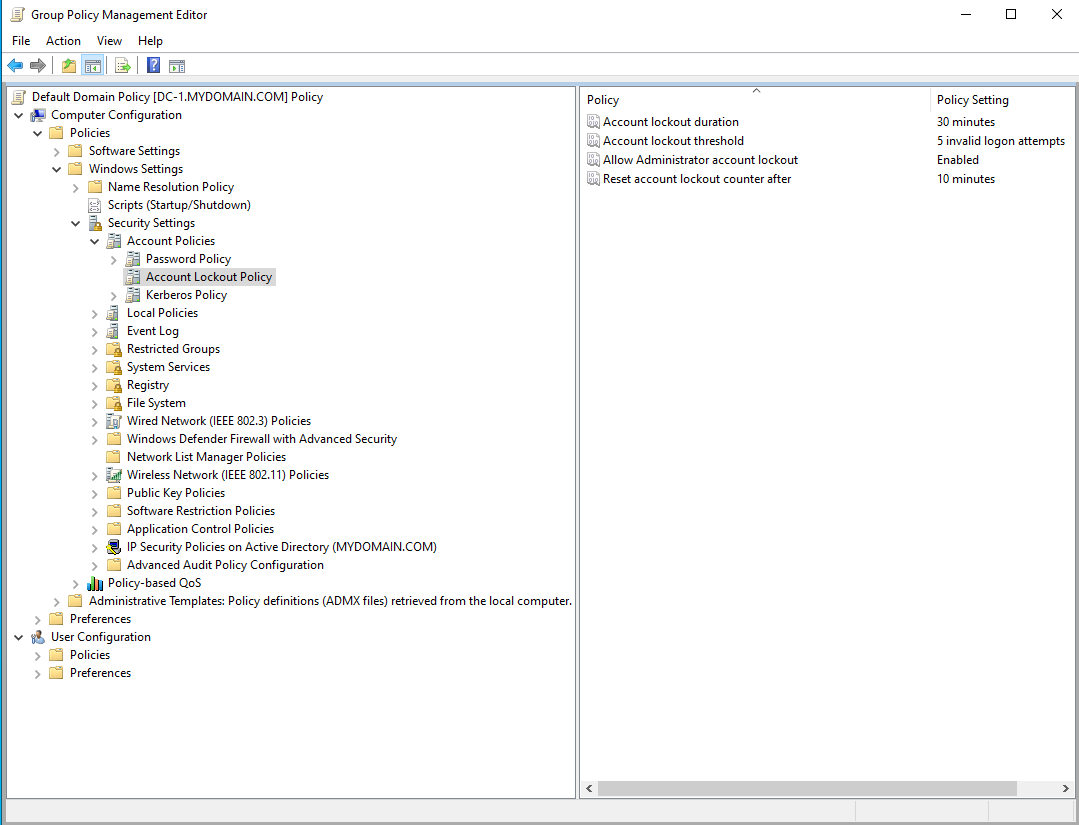 Group Policy Management Editor
File Action View Help
Default Domain Policy [DC-1.MYDOMAIN.COM] Policy
Computer Configuration
Policies
Software Settings
Windows Settings
Name Resolution Policy
Scripts (Startup/Shutdown)
Security Settings
Account Policies
Password Policy
Account Lockout Policy
Kerberos Policy
Local Policies
Event Log
Restricted Groups
System Services
Registry
File System
Wired Network (IEEE 802.3) Policies
Windows Defender Firewall with Advanced Security
Network List Manager Policies
Wireless Network (IEEE 802.11) Policies
Public Key Policies
Software Restriction Policies
Application Control Policies
IP Security Policies on Active Directory (MYDOMAIN.COM)
Advanced Audit Policy Configuration
Policy-based QoS
Administrative Templates: Policy definitions (ADMX files) retrieved from the local computer.
Preferences
User Configuration
Policies
Preferences
Policy Policy Setting
Account lockout duration 30 minutes
Account lockout threshold 5 invalid logon attempts
Allow Administrator account lockout Enabled
Reset account lockout counter after 10 minutes